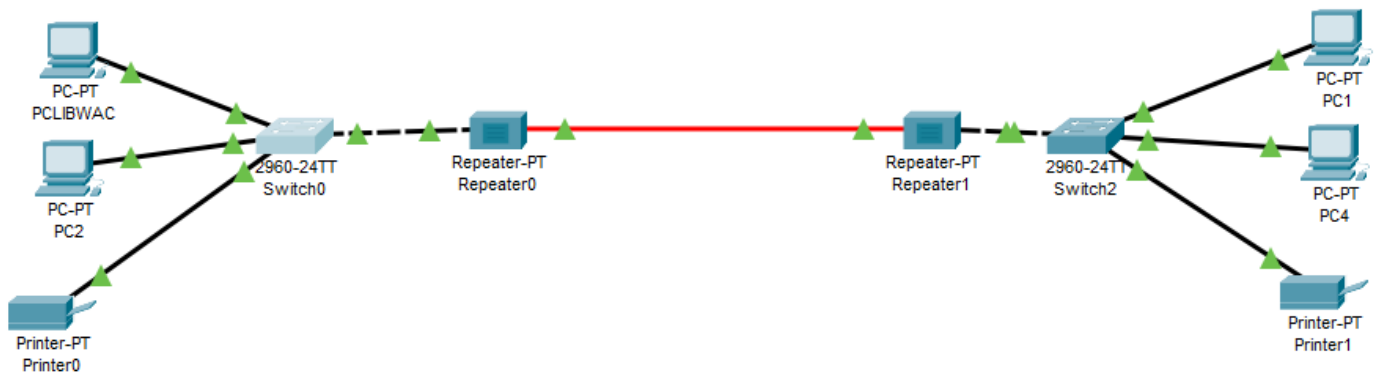 PC-PT
PCLIBWAC
PC-PT
PC2
Printer-PT
Printer0
2960-24TT
Switch0
Repeater-PT
Repeater0
Repeater-PT
Repeater1
2960-24TT
Switch2
PC-PT
PC1
PC-PT
PC4
Printer-PT
Printer1